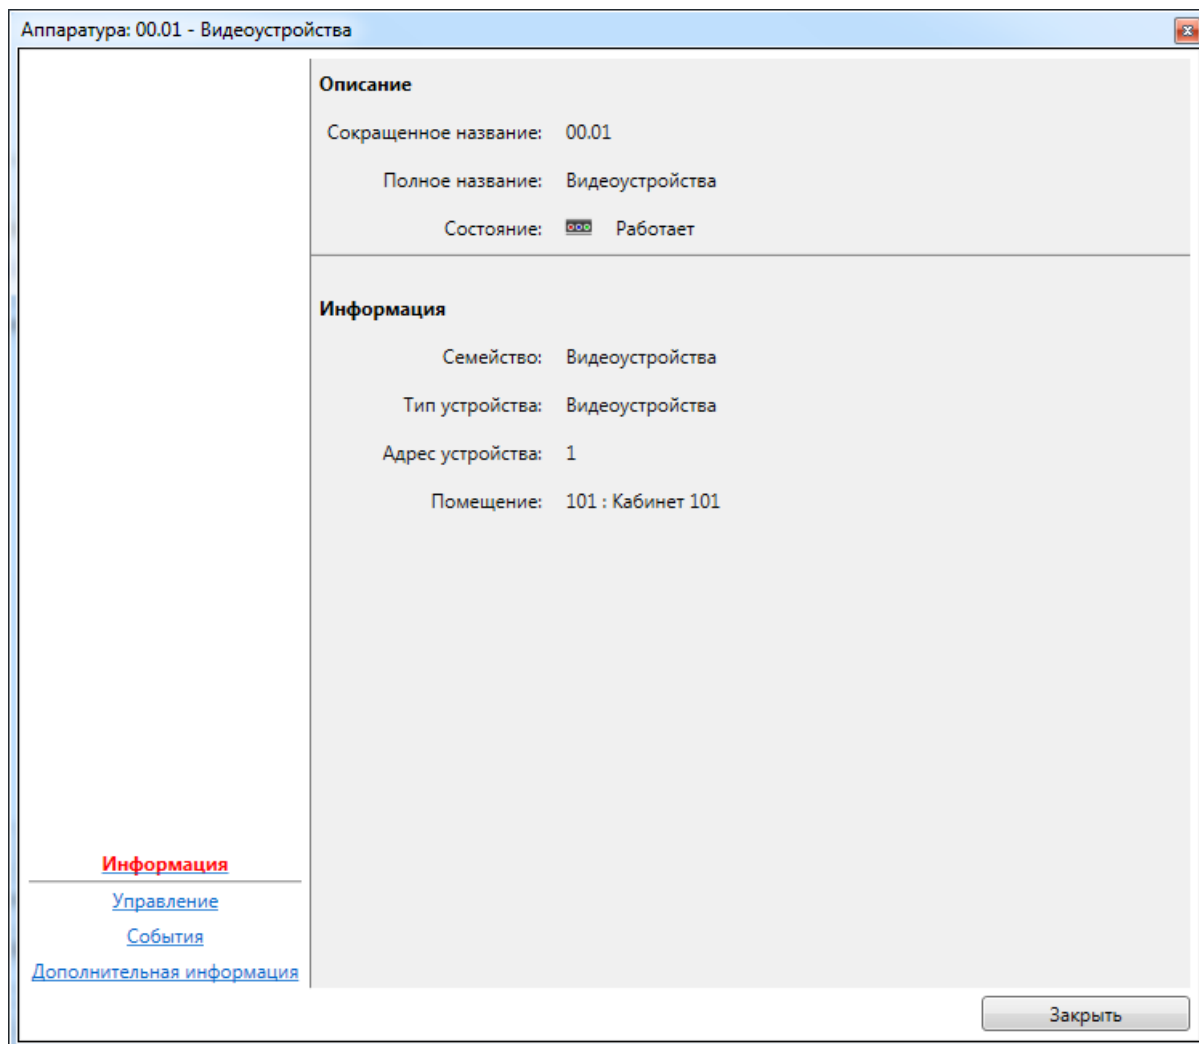 Аппаратура: 00.01 - Видеоустройства
Описание
Сокращенное название: 00.01
Полное название: Видеоустройства
Состояние: Работает
Информация
Семейство: Видеоустройства
Тип устройства: Видеоустройства
Адрес устройства: 1
Помещение: 101 : Кабинет 101
Информация
Управление
События
Дополнительная информация
Закрыть